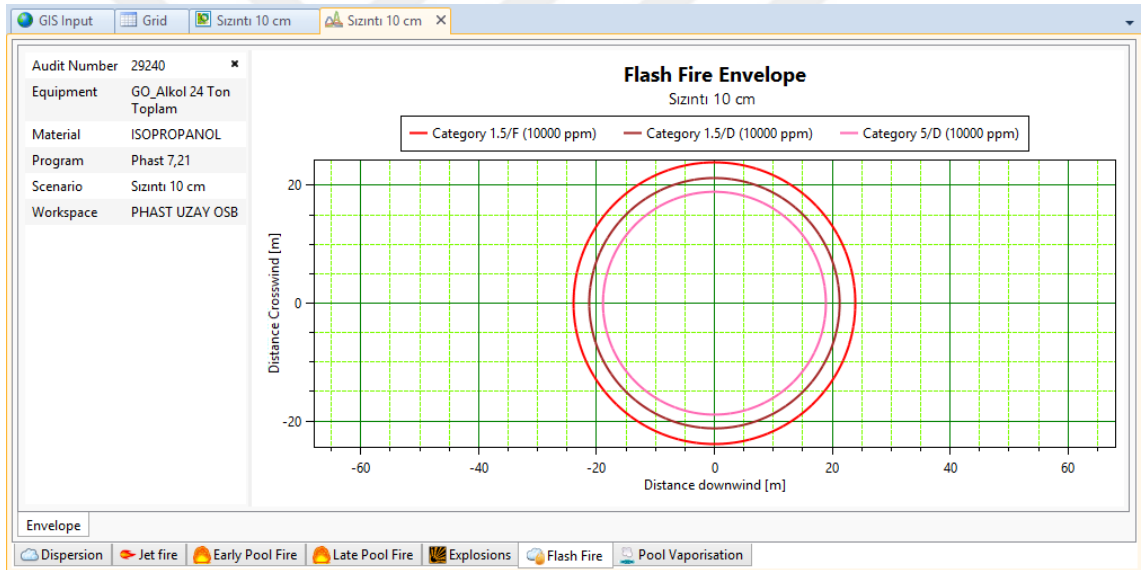 GIS Input Grid Sızıntı 10 cm Sızıntı 10 cm
Audit Number 29240
Equipment GO_Alkol 24 Ton
Toplam
Material ISOPROPANOL
Program Phast 7,21
Scenario Sızıntı 10 cm
Workspace PHAST UZAY OSB
Flash Fire Envelope
Sızıntı 10 cm
Category 1.5/F (10000 ppm) Category 1.5/D (10000 ppm) Category 5/D (10000 ppm)
Distance Crosswind [m]
20
0
-20
-60 -40 -20 0 20 40 60
Distance downwind [m]
Envelope
Dispersion Jet fire Early Pool Fire Late Pool Fire Explosions Flash Fire Pool Vaporisation